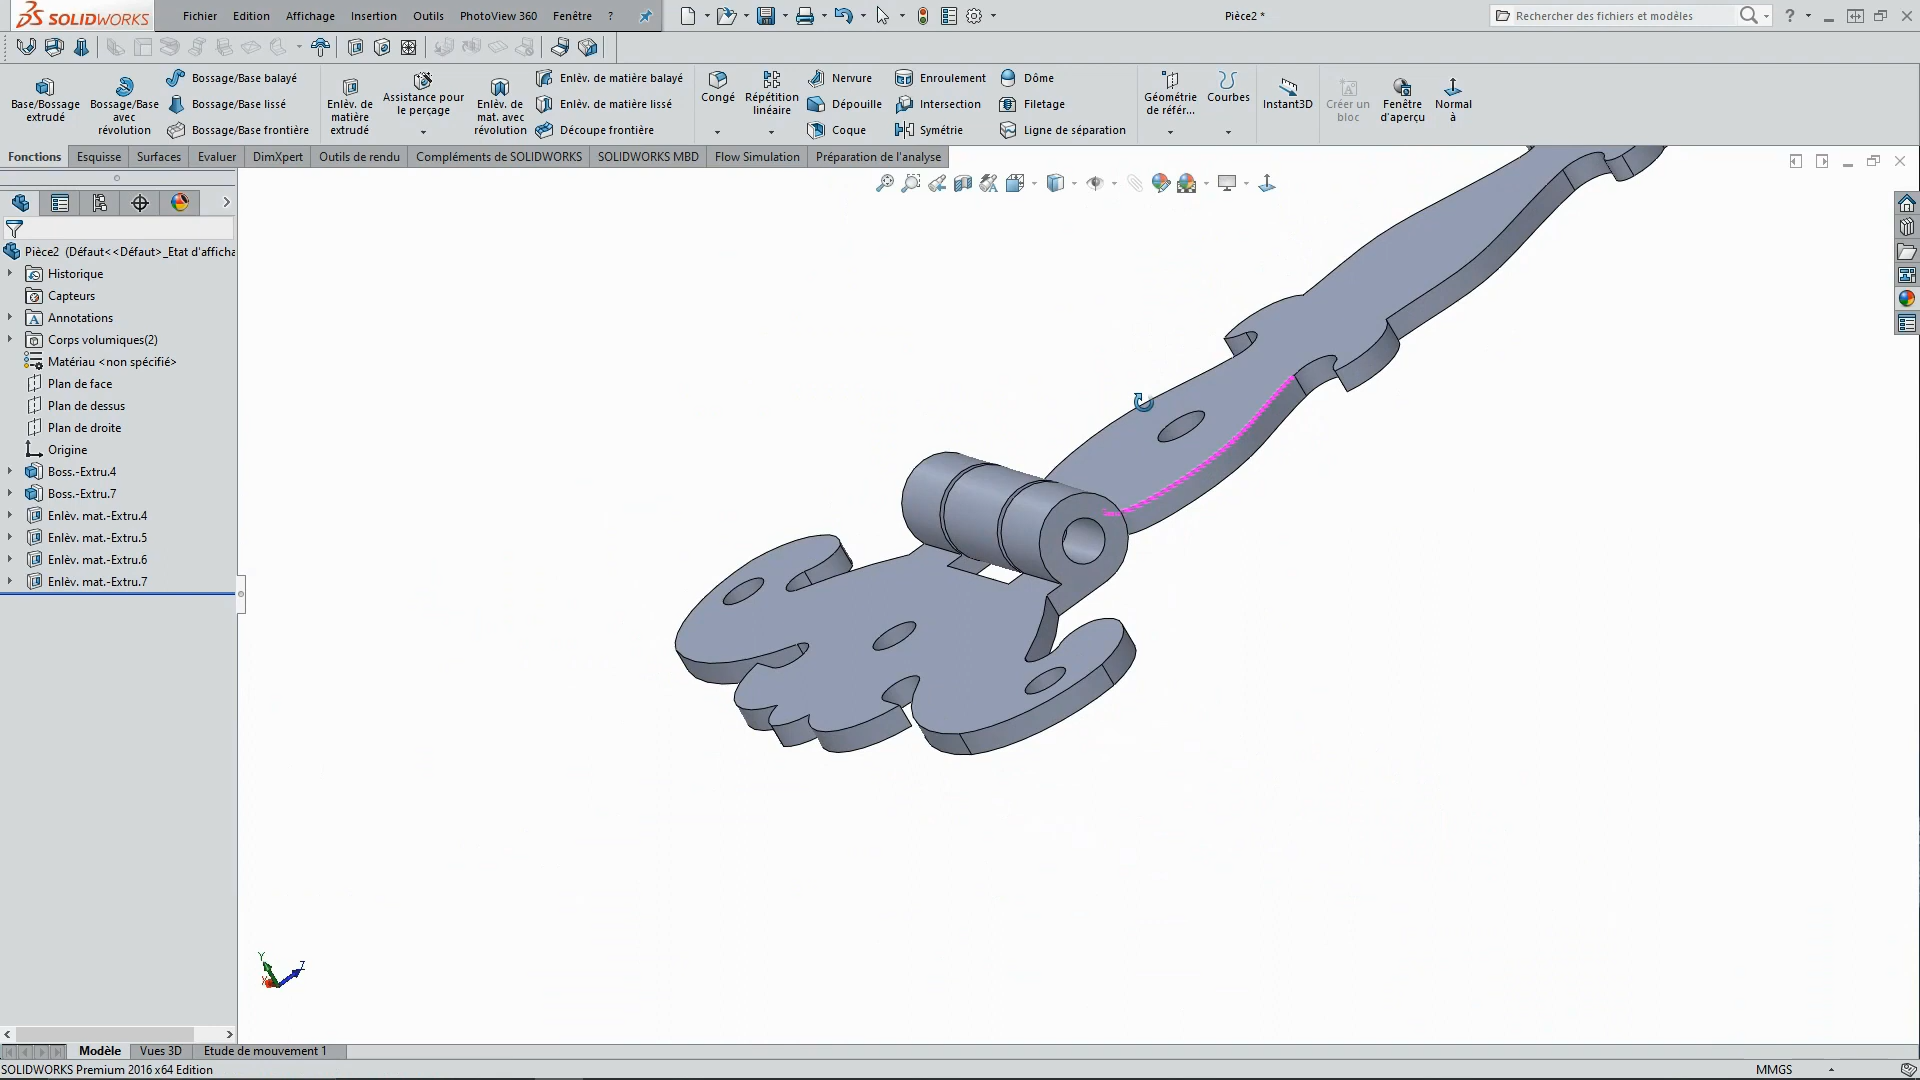 SOLIDWORKS
Fichier Edition Affichage Insertion Outils PhotoView 360 Fenêtre ?
Pièce2 *
Rechercher des fichiers et modèles
Base/Bossage extrudé
Bossage/Base avec révolution
Bossage/Base balayé
Bossage/Base lissé
Bossage/Base frontière
Enlèv. de matière extrudé
Assistance pour le perçage
Enlèv. de mat. avec révolution
Enlèv. de matière balayé
Enlèv. de matière lissé
Découpe frontière
Congé
Répétition linéaire
Nervure
Dépouille
Coque
Enroulement
Intersection
Symétrie
Dôme
Filetage
Ligne de séparation
Géométrie de référ...
Courbes
Instant3D
Créer un bloc
Fenêtre d'aperçu
Normal à
Fonctions Esquisse Surfaces Evaluer DimXpert Outils de rendu Compléments de SOLIDWORKS SOLIDWORKS MBD Flow Simulation Préparation de l'analyse
Pièce2 (Défaut<<Défaut>_Etat d'afficha
Historique
Capteurs
Annotations
Corps volumiques(2)
Matériau <non spécifié>
Plan de face
Plan de dessus
Plan de droite
Origine
Boss.-Extru.4
Boss.-Extru.7
Enlèv. mat.-Extru.4
Enlèv. mat.-Extru.5
Enlèv. mat.-Extru.6
Enlèv. mat.-Extru.7
Y
Z
X
Modèle Vues 3D Etude de mouvement 1
SOLIDWORKS Premium 2016 x64 Edition
MMGS